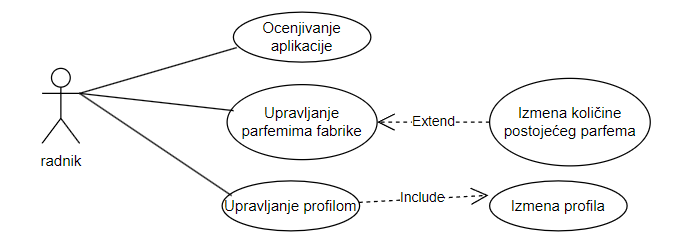 Ocenjivanje
aplikacije
radnik
Upravljanje
parfemima fabrike
Extend
Izmena količine
postojećeg parfema
Upravljanje profilom
Include
Izmena profila